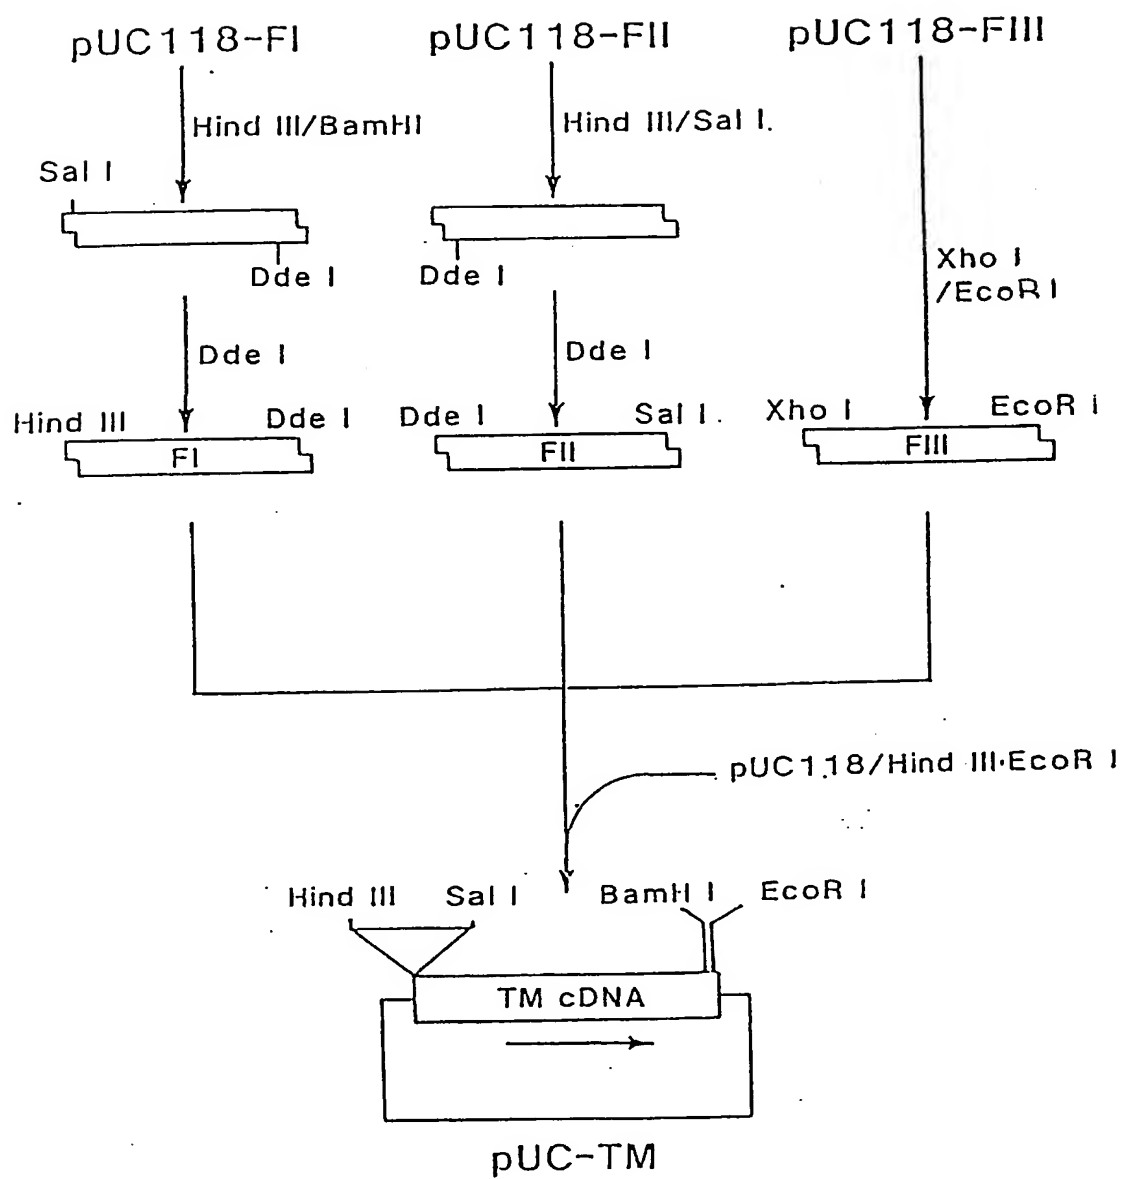 pUC118-FI
pUC118-FII
pUC118-FIII
Hind III/BamHI
Hind III/Sal I.
Sal I
Dde I
Dde I
Xho I
/EcoR I
Dde I
Dde I
Hind III
Dde I
Dde I
Sal I.
Xho I
EcoR I
FI
FII
FIII
pUC118/Hind III·EcoR I
Hind III
Sal I
BamH I
EcoR I
TM cDNA
pUC-TM